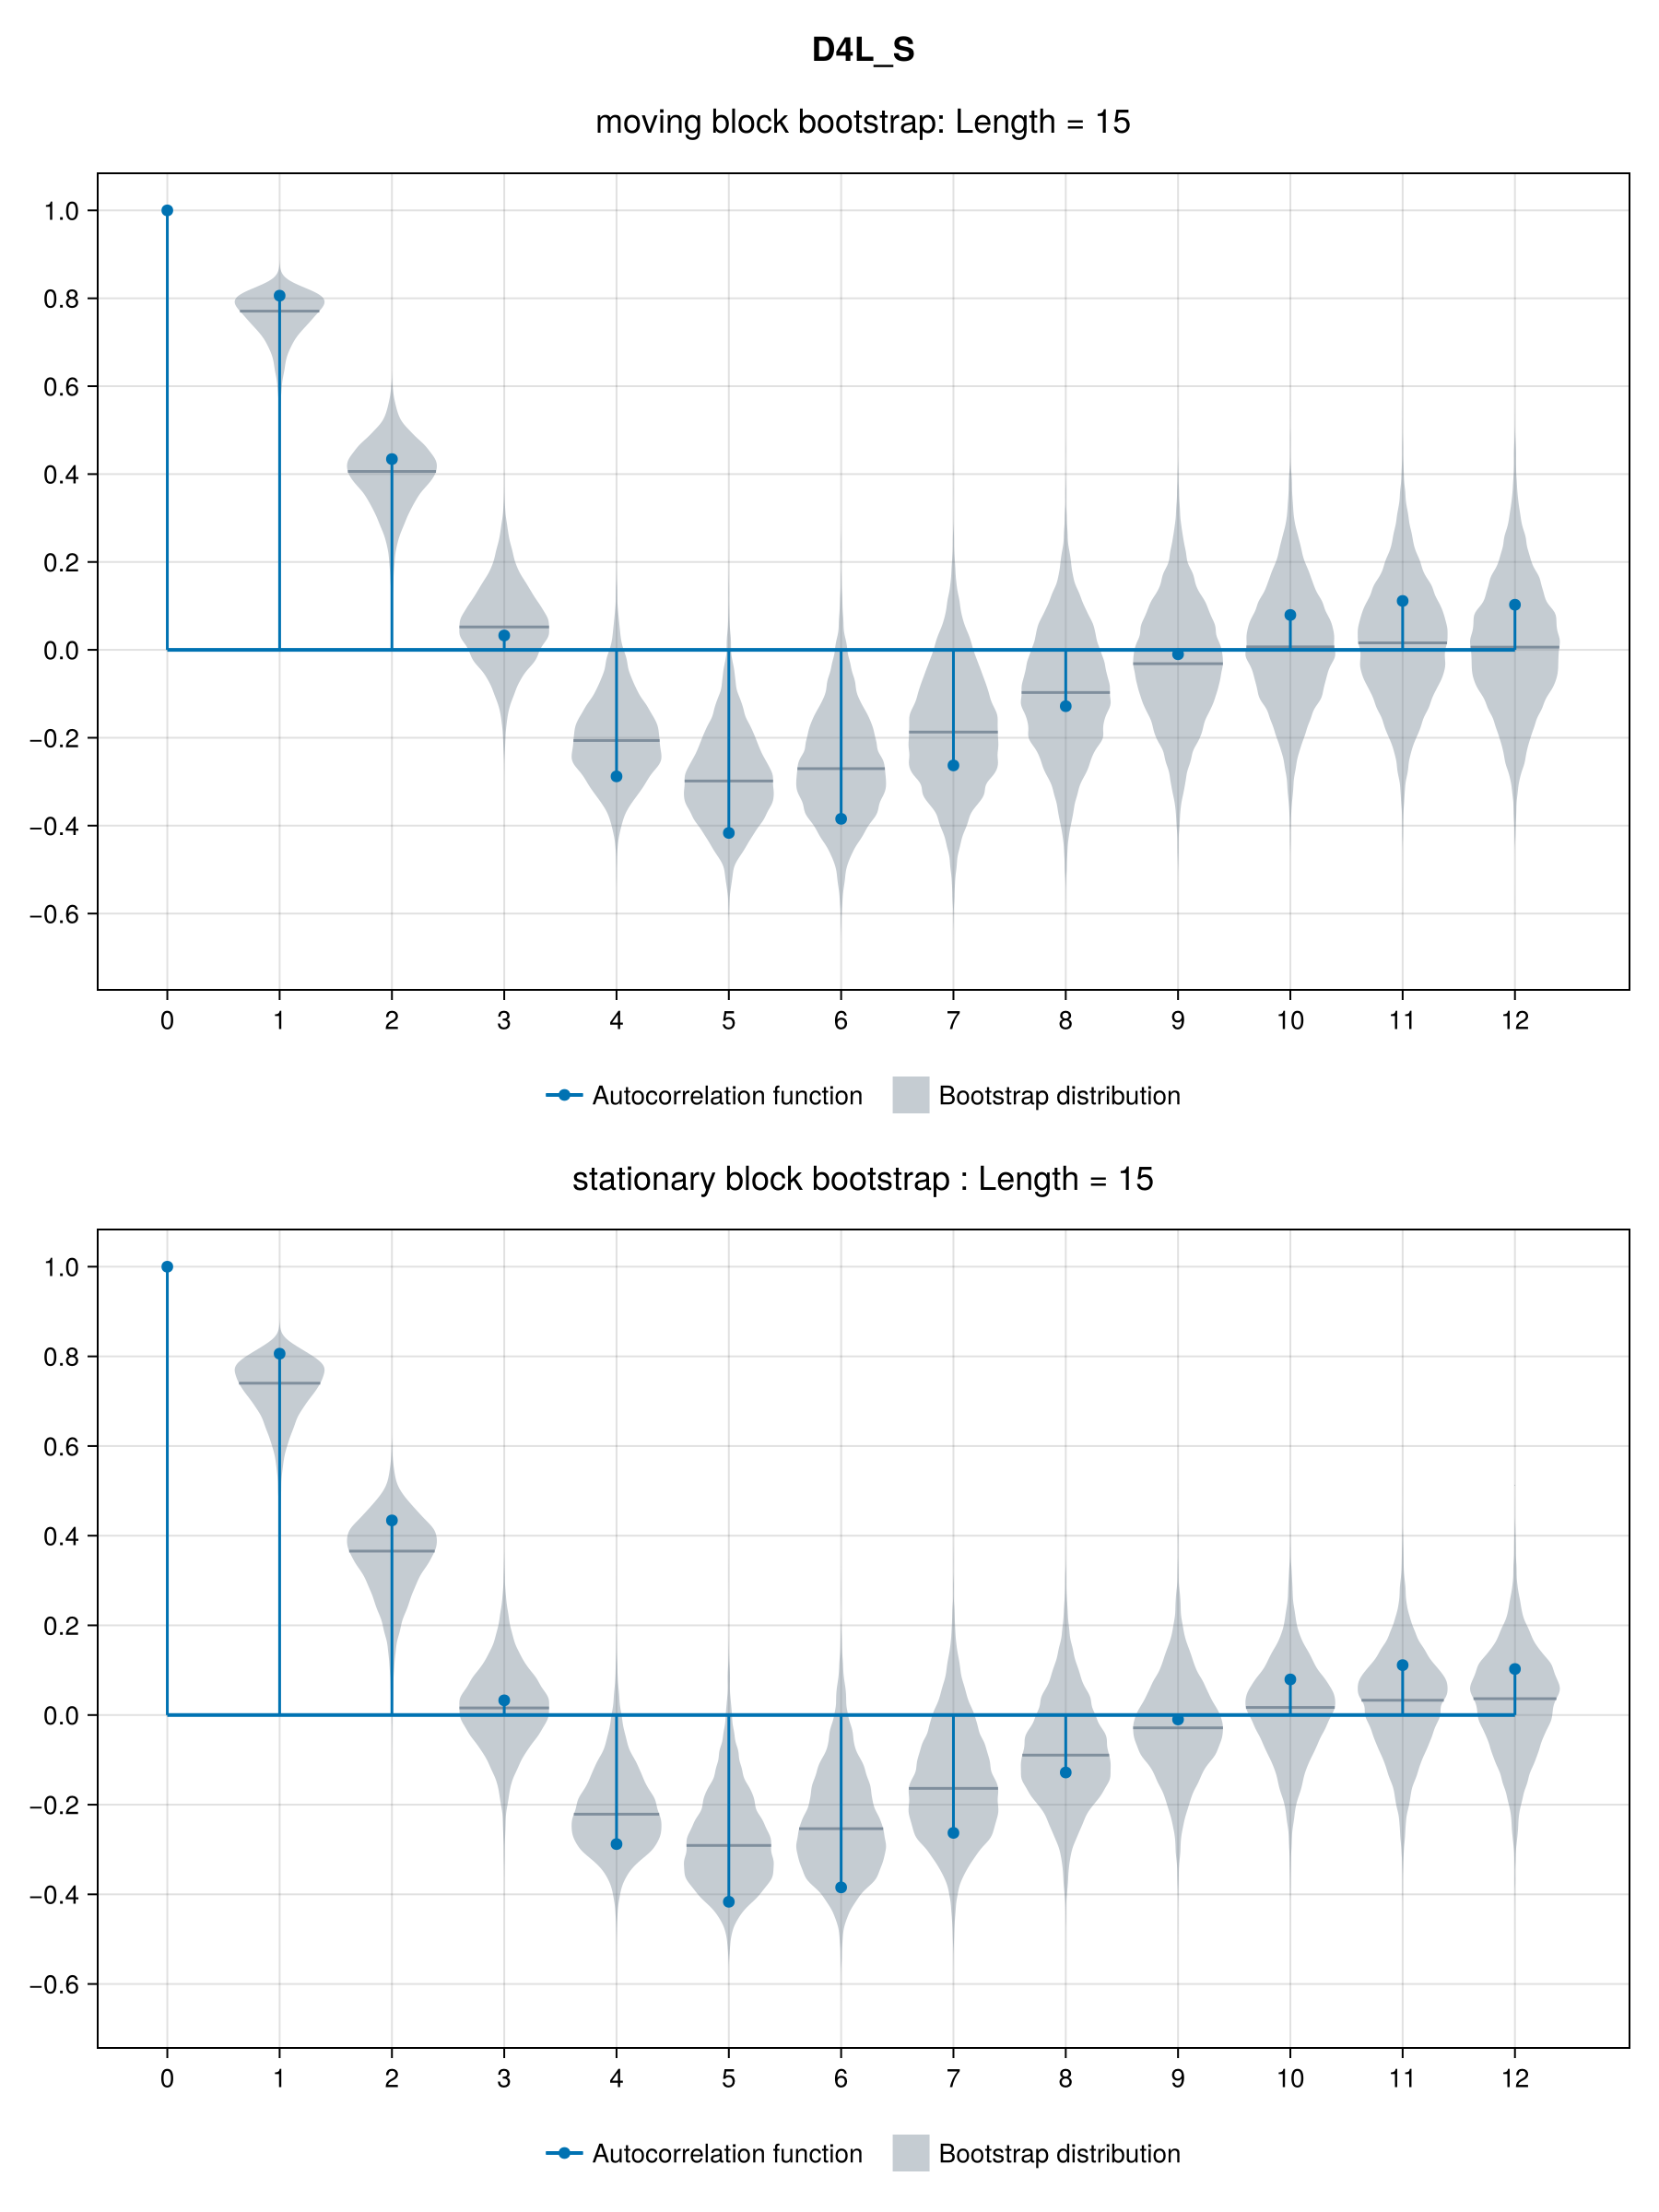 D4L_S
moving block bootstrap: Length = 15
1.0
0.8
0.6
0.4
0.2
0.0
−0.2
−0.4
−0.6
0 1 2 3 4 5 6 7 8 9 10 11 12
Autocorrelation function Bootstrap distribution
stationary block bootstrap : Length = 15
1.0
0.8
0.6
0.4
0.2
0.0
−0.2
−0.4
−0.6
0 1 2 3 4 5 6 7 8 9 10 11 12
Autocorrelation function Bootstrap distribution